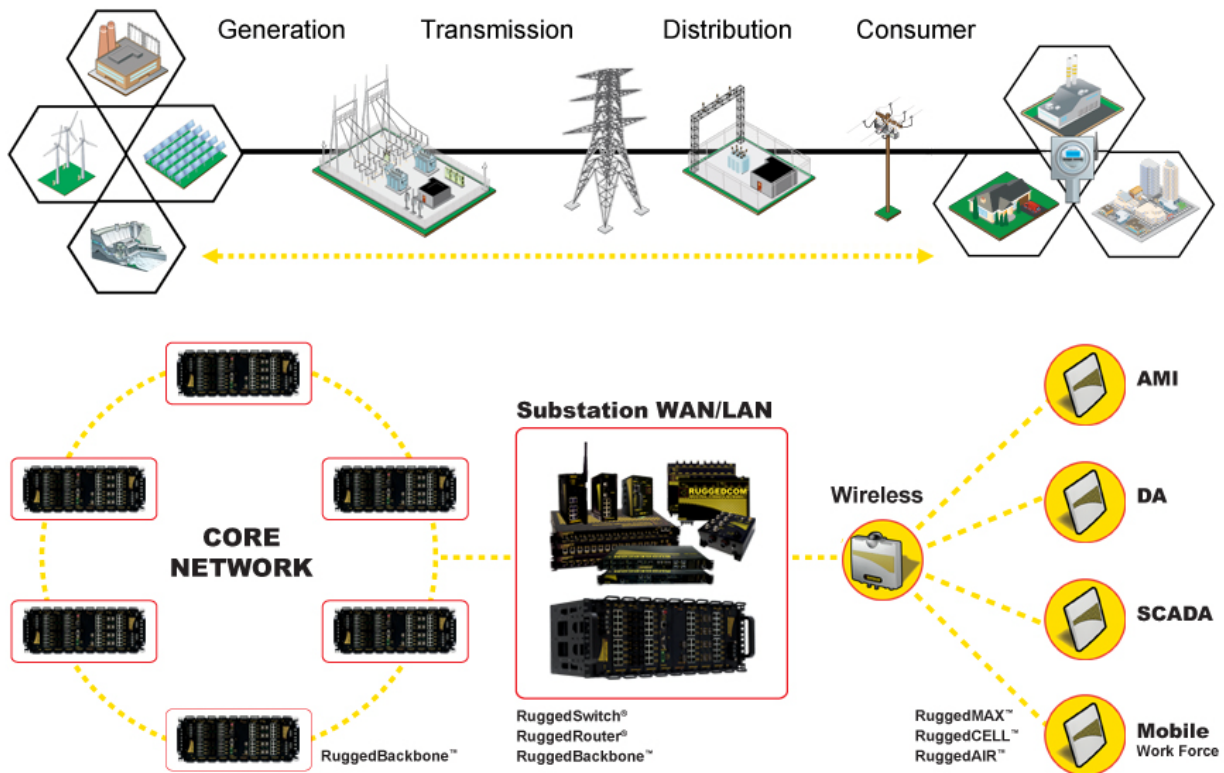 Generation
Transmission
Distribution
Consumer
Substation WAN/LAN
CORE
NETWORK
RUGGEDCOM
Wireless
AMI
DA
SCADA
Mobile
Work Force
RuggedBackbone™
RuggedSwitch®
RuggedRouter®
RuggedBackbone™
RuggedMAX™
RuggedCELL™
RuggedAIR™